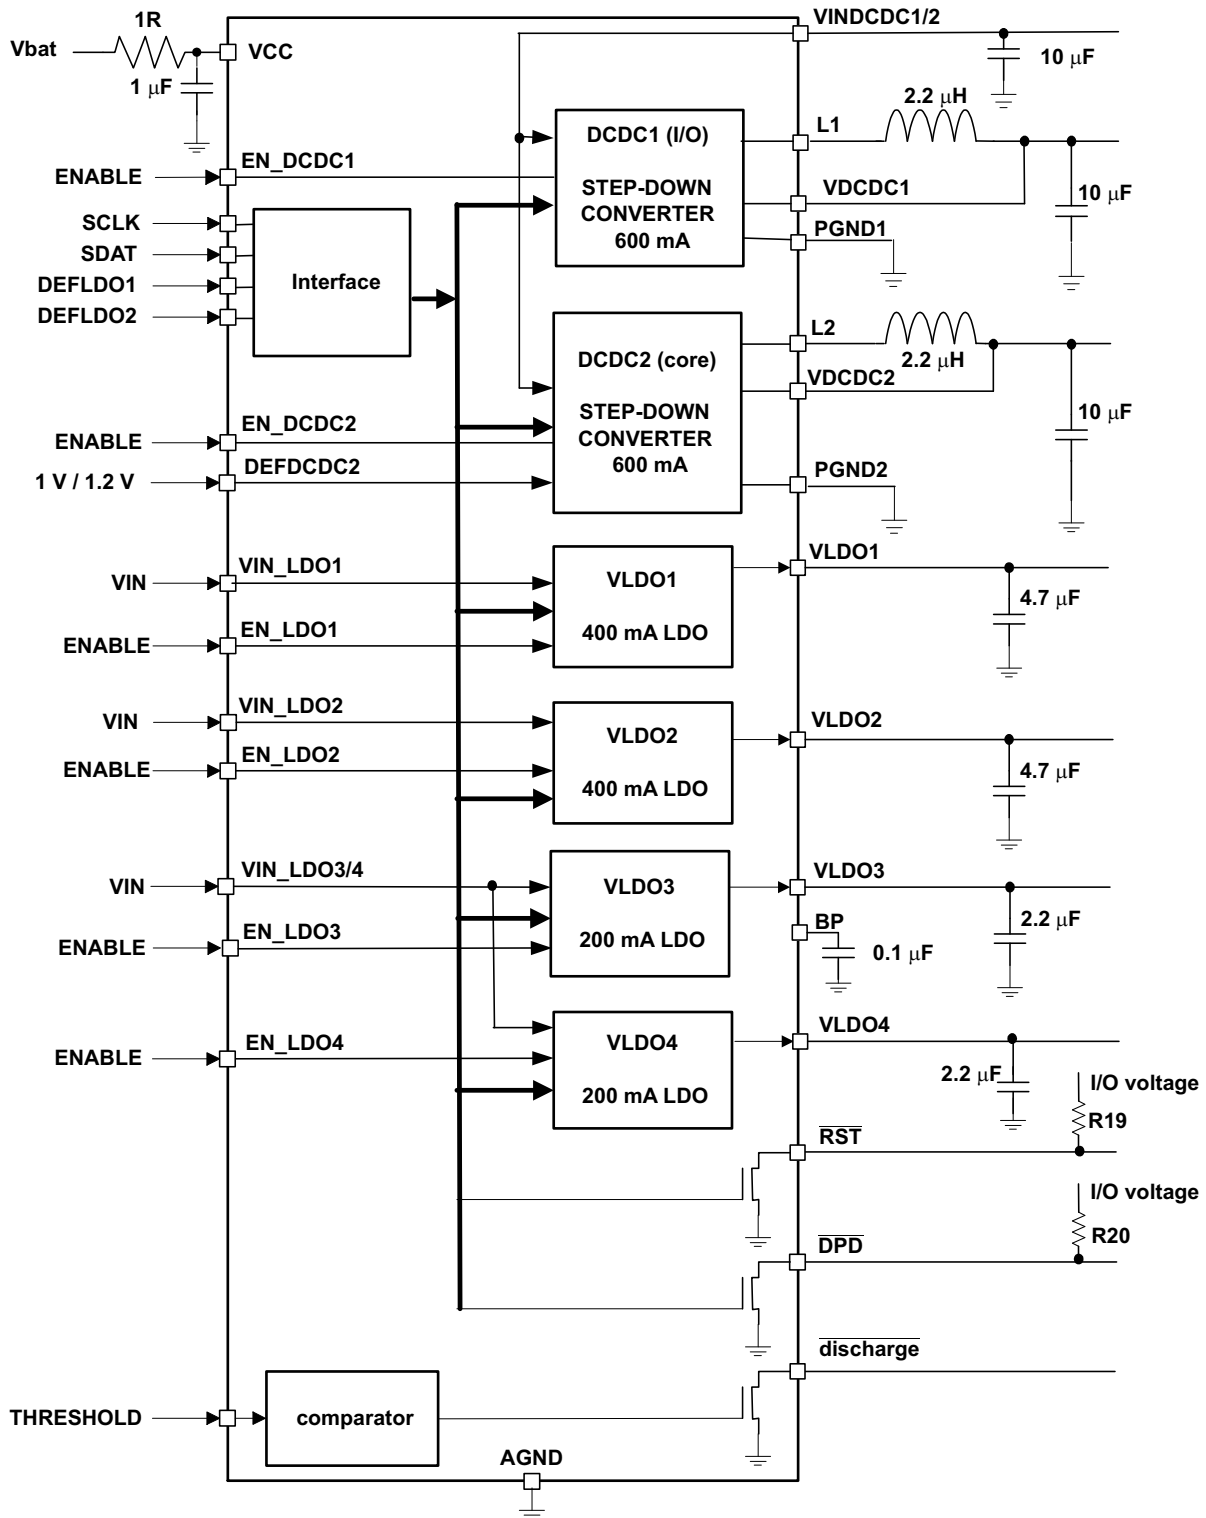 1R
Vbat
VCC
1 μF
VINDCDC1/2
10 μF
2.2 μH
L1
DCDC1 (I/O)
STEP-DOWN
CONVERTER
600 mA
EN_DCDC1
ENABLE
VDCDC1
10 μF
PGND1
SCLK
SDAT
DEFLDO1
DEFLDO2
Interface
L2
2.2 μH
DCDC2 (core)
STEP-DOWN
CONVERTER
600 mA
VDCDC2
10 μF
EN_DCDC2
ENABLE
DEFDCDC2
1 V / 1.2 V
PGND2
VLDO1
VIN_LDO1
VIN
VLDO1
400 mA LDO
4.7 μF
EN_LDO1
ENABLE
VIN_LDO2
VIN
VLDO2
400 mA LDO
VLDO2
4.7 μF
EN_LDO2
ENABLE
VIN_LDO3/4
VIN
VLDO3
200 mA LDO
VLDO3
2.2 μF
BP
0.1 μF
EN_LDO3
ENABLE
VLDO4
EN_LDO4
ENABLE
VLDO4
200 mA LDO
2.2 μF
I/O voltage
R19
RST
I/O voltage
R20
DPD
discharge
THRESHOLD
comparator
AGND